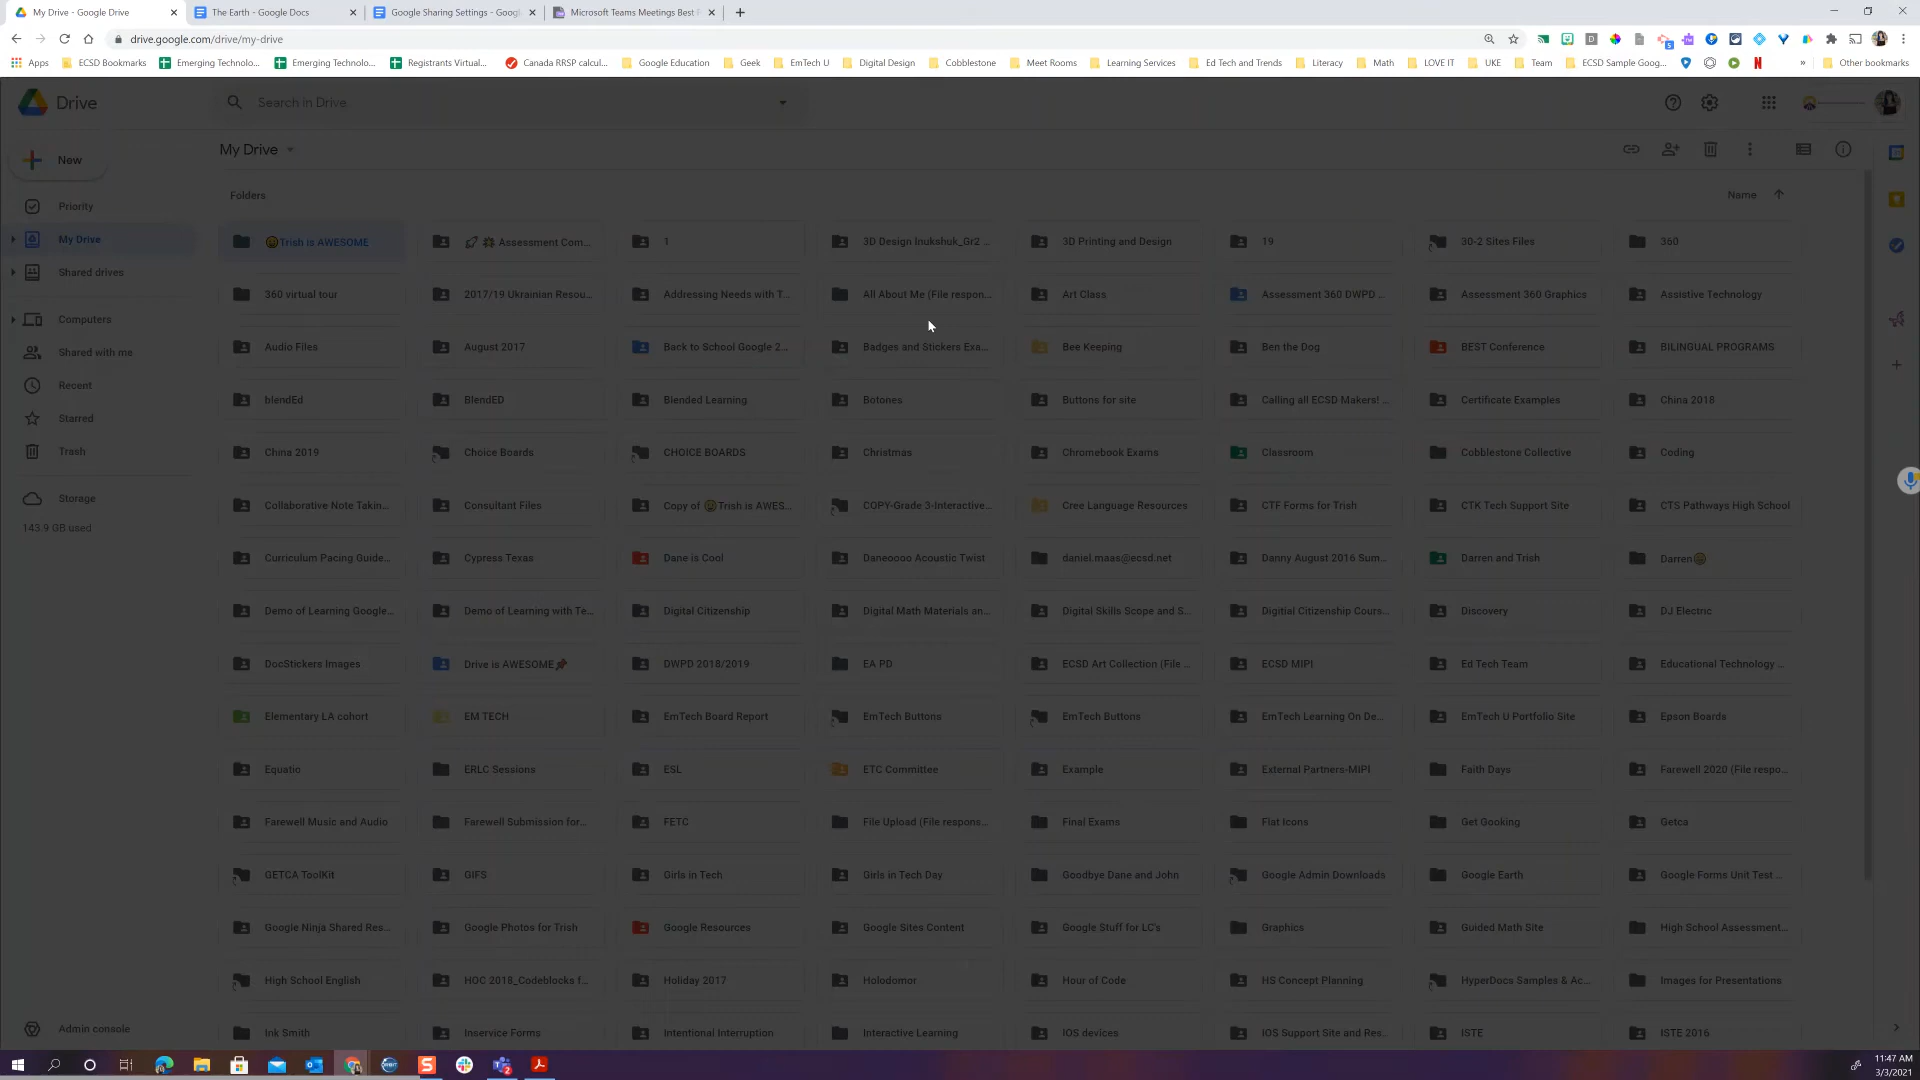 My Drive - Google Drive
The Earth - Google Docs
Google Sharing Settings - Goog
Microsoft Teams Meetings Best
drive.google.com/drive/my-drive
Apps ECSD Bookmarks Emerging Technolo... Emerging Technolo... Registrants Virtual... Canada RRSP calcul... Google Education Geek EmTech U Digital Design Cobblestone Meet Rooms Learning Services Ed Tech and Trends Literacy Math LOVE IT UKE Team ECSD Sample Goog... » Other bookmarks
Drive
Search in Drive
My Drive
New
Priority
My Drive
Shared drives
Computers
Shared with me
Recent
Starred
Trash
Storage
143.9 GB used
Admin console
Folders Name
Trish is AWESOME Assessment Com... 1 3D Design Inukshuk_Gr2 ... 3D Printing and Design 19 30-2 Sites Files 360
360 virtual tour 2017/19 Ukrainian Resou... Addressing Needs with T... All About Me (File respon... Art Class Assessment 360 DWPD ... Assessment 360 Graphics Assistive Technology
Audio Files August 2017 Back to School Google 2... Badges and Stickers Exa... Bee Keeping Ben the Dog BEST Conference BILINGUAL PROGRAMS
blendEd BlendED Blended Learning Botones Buttons for site Calling all ECSD Makers! ... Certificate Examples China 2018
China 2019 Choice Boards CHOICE BOARDS Christmas Chromebook Exams Classroom Cobblestone Collective Coding
Collaborative Note Takin... Consultant Files Copy of Trish is AWES... COPY-Grade 3-Interactive... Cree Language Resources CTF Forms for Trish CTK Tech Support Site CTS Pathways High School
Curriculum Pacing Guide... Cypress Texas Dane is Cool Daneoooo Acoustic Twist daniel.maas@ecsd.net Danny August 2016 Sum... Darren and Trish Darren
Demo of Learning Google... Demo of Learning with Te... Digital Citizenship Digital Math Materials an... Digital Skills Scope and S... Digitial Citizenship Cours... Discovery DJ Electric
DocStickers Images Drive is AWESOME DWPD 2018/2019 EA PD ECSD Art Collection (File ... ECSD MIPI Ed Tech Team Educational Technology ...
Elementary LA cohort EM TECH EmTech Board Report EmTech Buttons EmTech Buttons EmTech Learning On De... EmTech U Portfolio Site Epson Boards
Equatio ERLC Sessions ESL ETC Committee Example External Partners-MIPI Faith Days Farewell 2020 (File respo...
Farewell Music and Audio Farewell Submission for... FETC File Upload (File respons... Final Exams Flat Icons Get Gooking Getca
GETCA ToolKit GIFS Girls in Tech Girls in Tech Day Goodbye Dane and John Google Admin Downloads Google Earth Google Forms Unit Test ...
Google Ninja Shared Res... Google Photos for Trish Google Resources Google Sites Content Google Stuff for LC's Graphics Guided Math Site High School Assessment...
High School English HOC 2018_Codeblocks f... Holiday 2017 Holodomor Hour of Code HS Concept Planning HyperDocs Samples & Ac... Images for Presentations
Ink Smith Inservice Forms Intentional Interruption Interactive Learning IOS devices IOS Support Site and Res... ISTE ISTE 2016
11:47 AM
3/3/2021